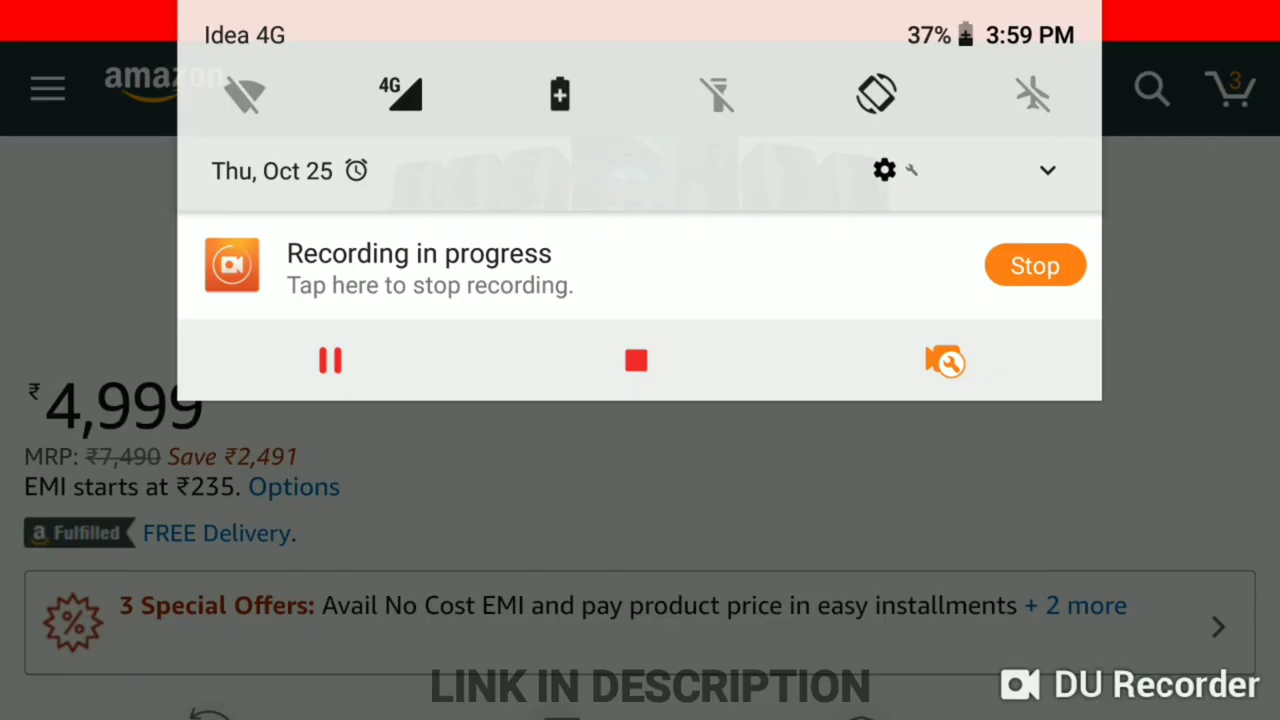 Idea 4G
37%
3:59 PM
amazon
3
4G
Thu, Oct 25
Recording in progress
Tap here to stop recording.
Stop
₹4,999
MRP: ₹7,490 Save ₹2,491
EMI starts at ₹235. Options
a Fulfilled FREE Delivery.
3 Special Offers: Avail No Cost EMI and pay product price in easy installments + 2 more
LINK IN DESCRIPTION
DU Recorder